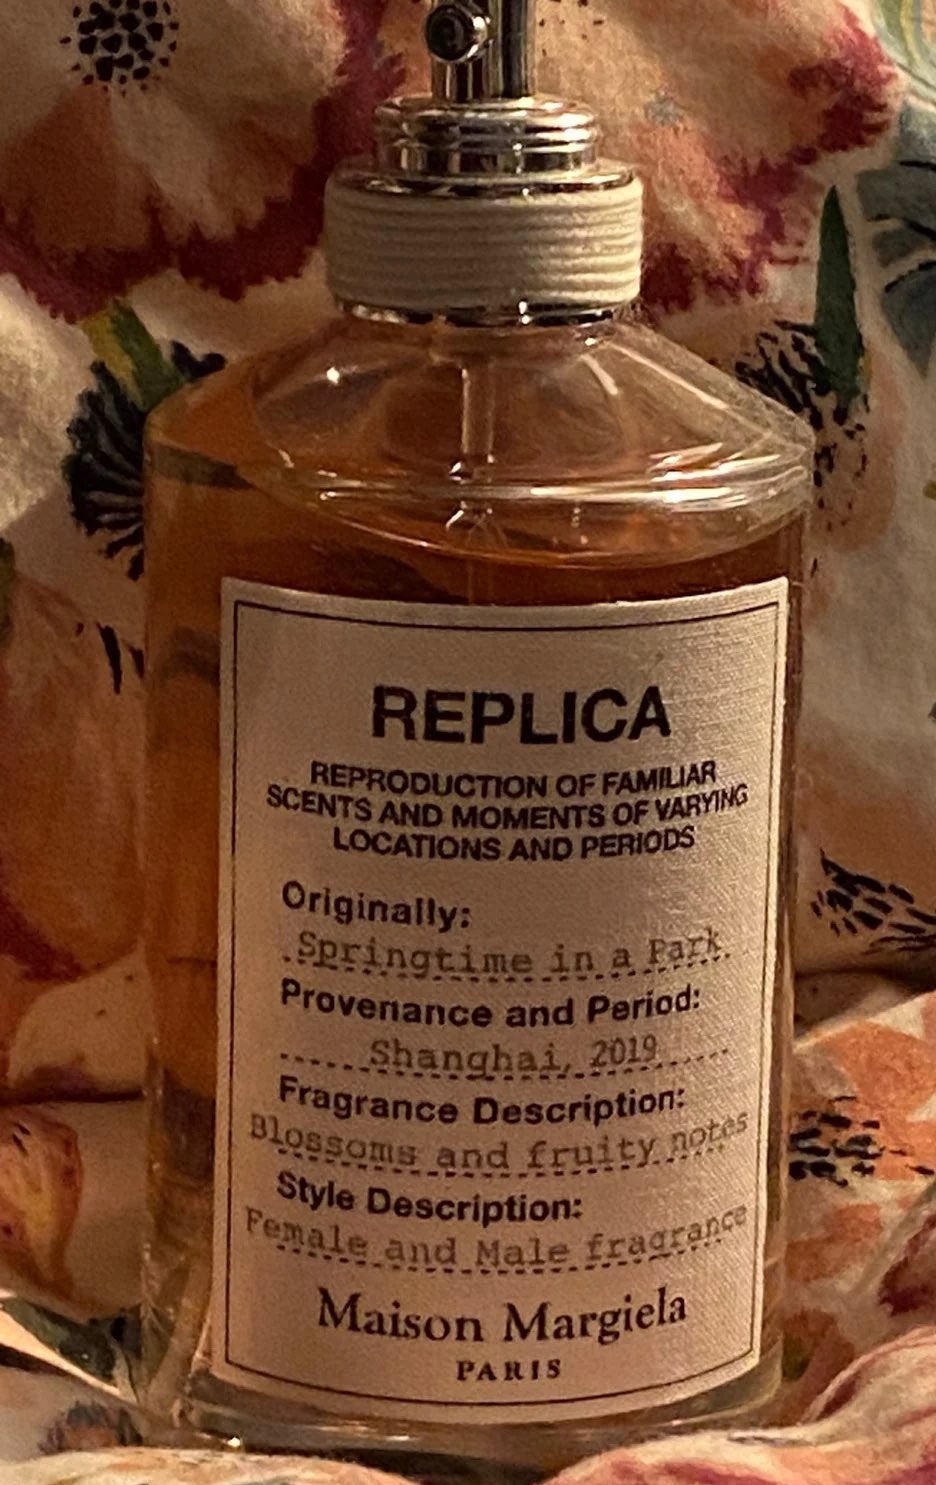 REPLICA
REPRODUCTION OF FAMILIAR
SCENTS AND MOMENTS OF VARYING
LOCATIONS AND PERIODS
Originally:
Springtime in a Park
Provenance and Period:
Shanghai, 2019
Fragrance Description:
Blossoms and fruity notes
Style Description:
Female and Male fragrance
Maison Margiela
PARIS